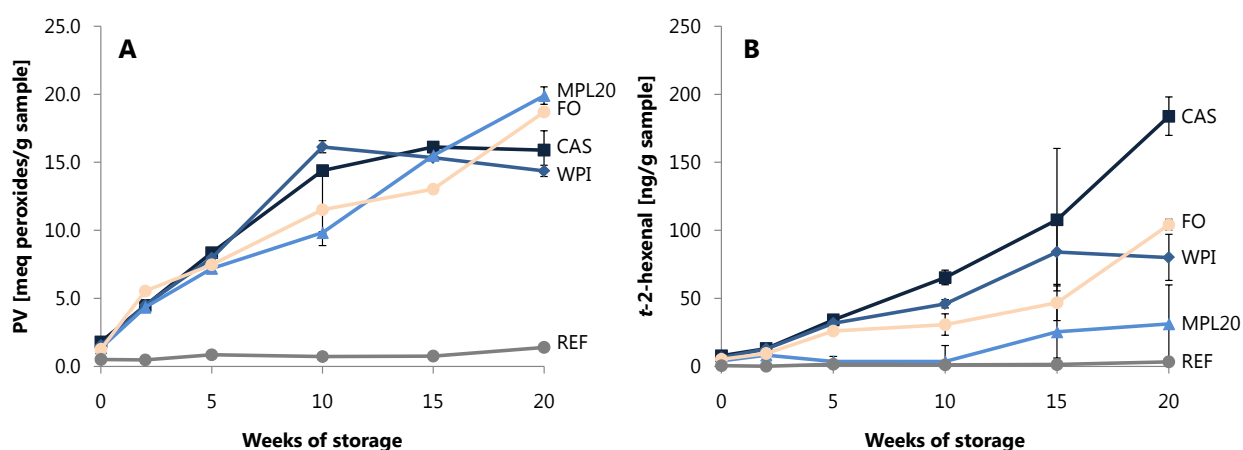 A
PV [meq peroxides/g sample]
25.0
20.0
15.0
10.0
5.0
0.0
MPL20
FO
CAS
WPI
REF
0 5 10 15 20
Weeks of storage
B
t-2-hexenal [ng/g sample]
200
150
100
50
0
250
CAS
FO
WPI
MPL20
REF
0 5 10 15 20
Weeks of storage